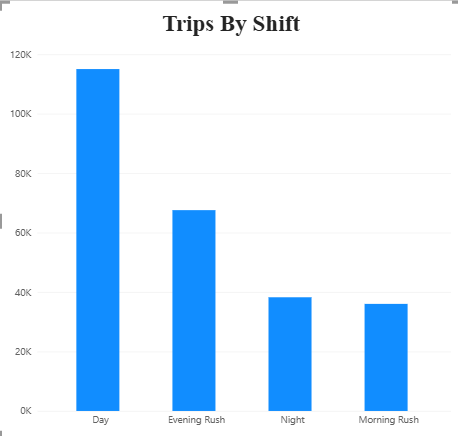 Trips By Shift
120K
100K
80K
60K
40K
20K
0K
Day Evening Rush Night Morning Rush